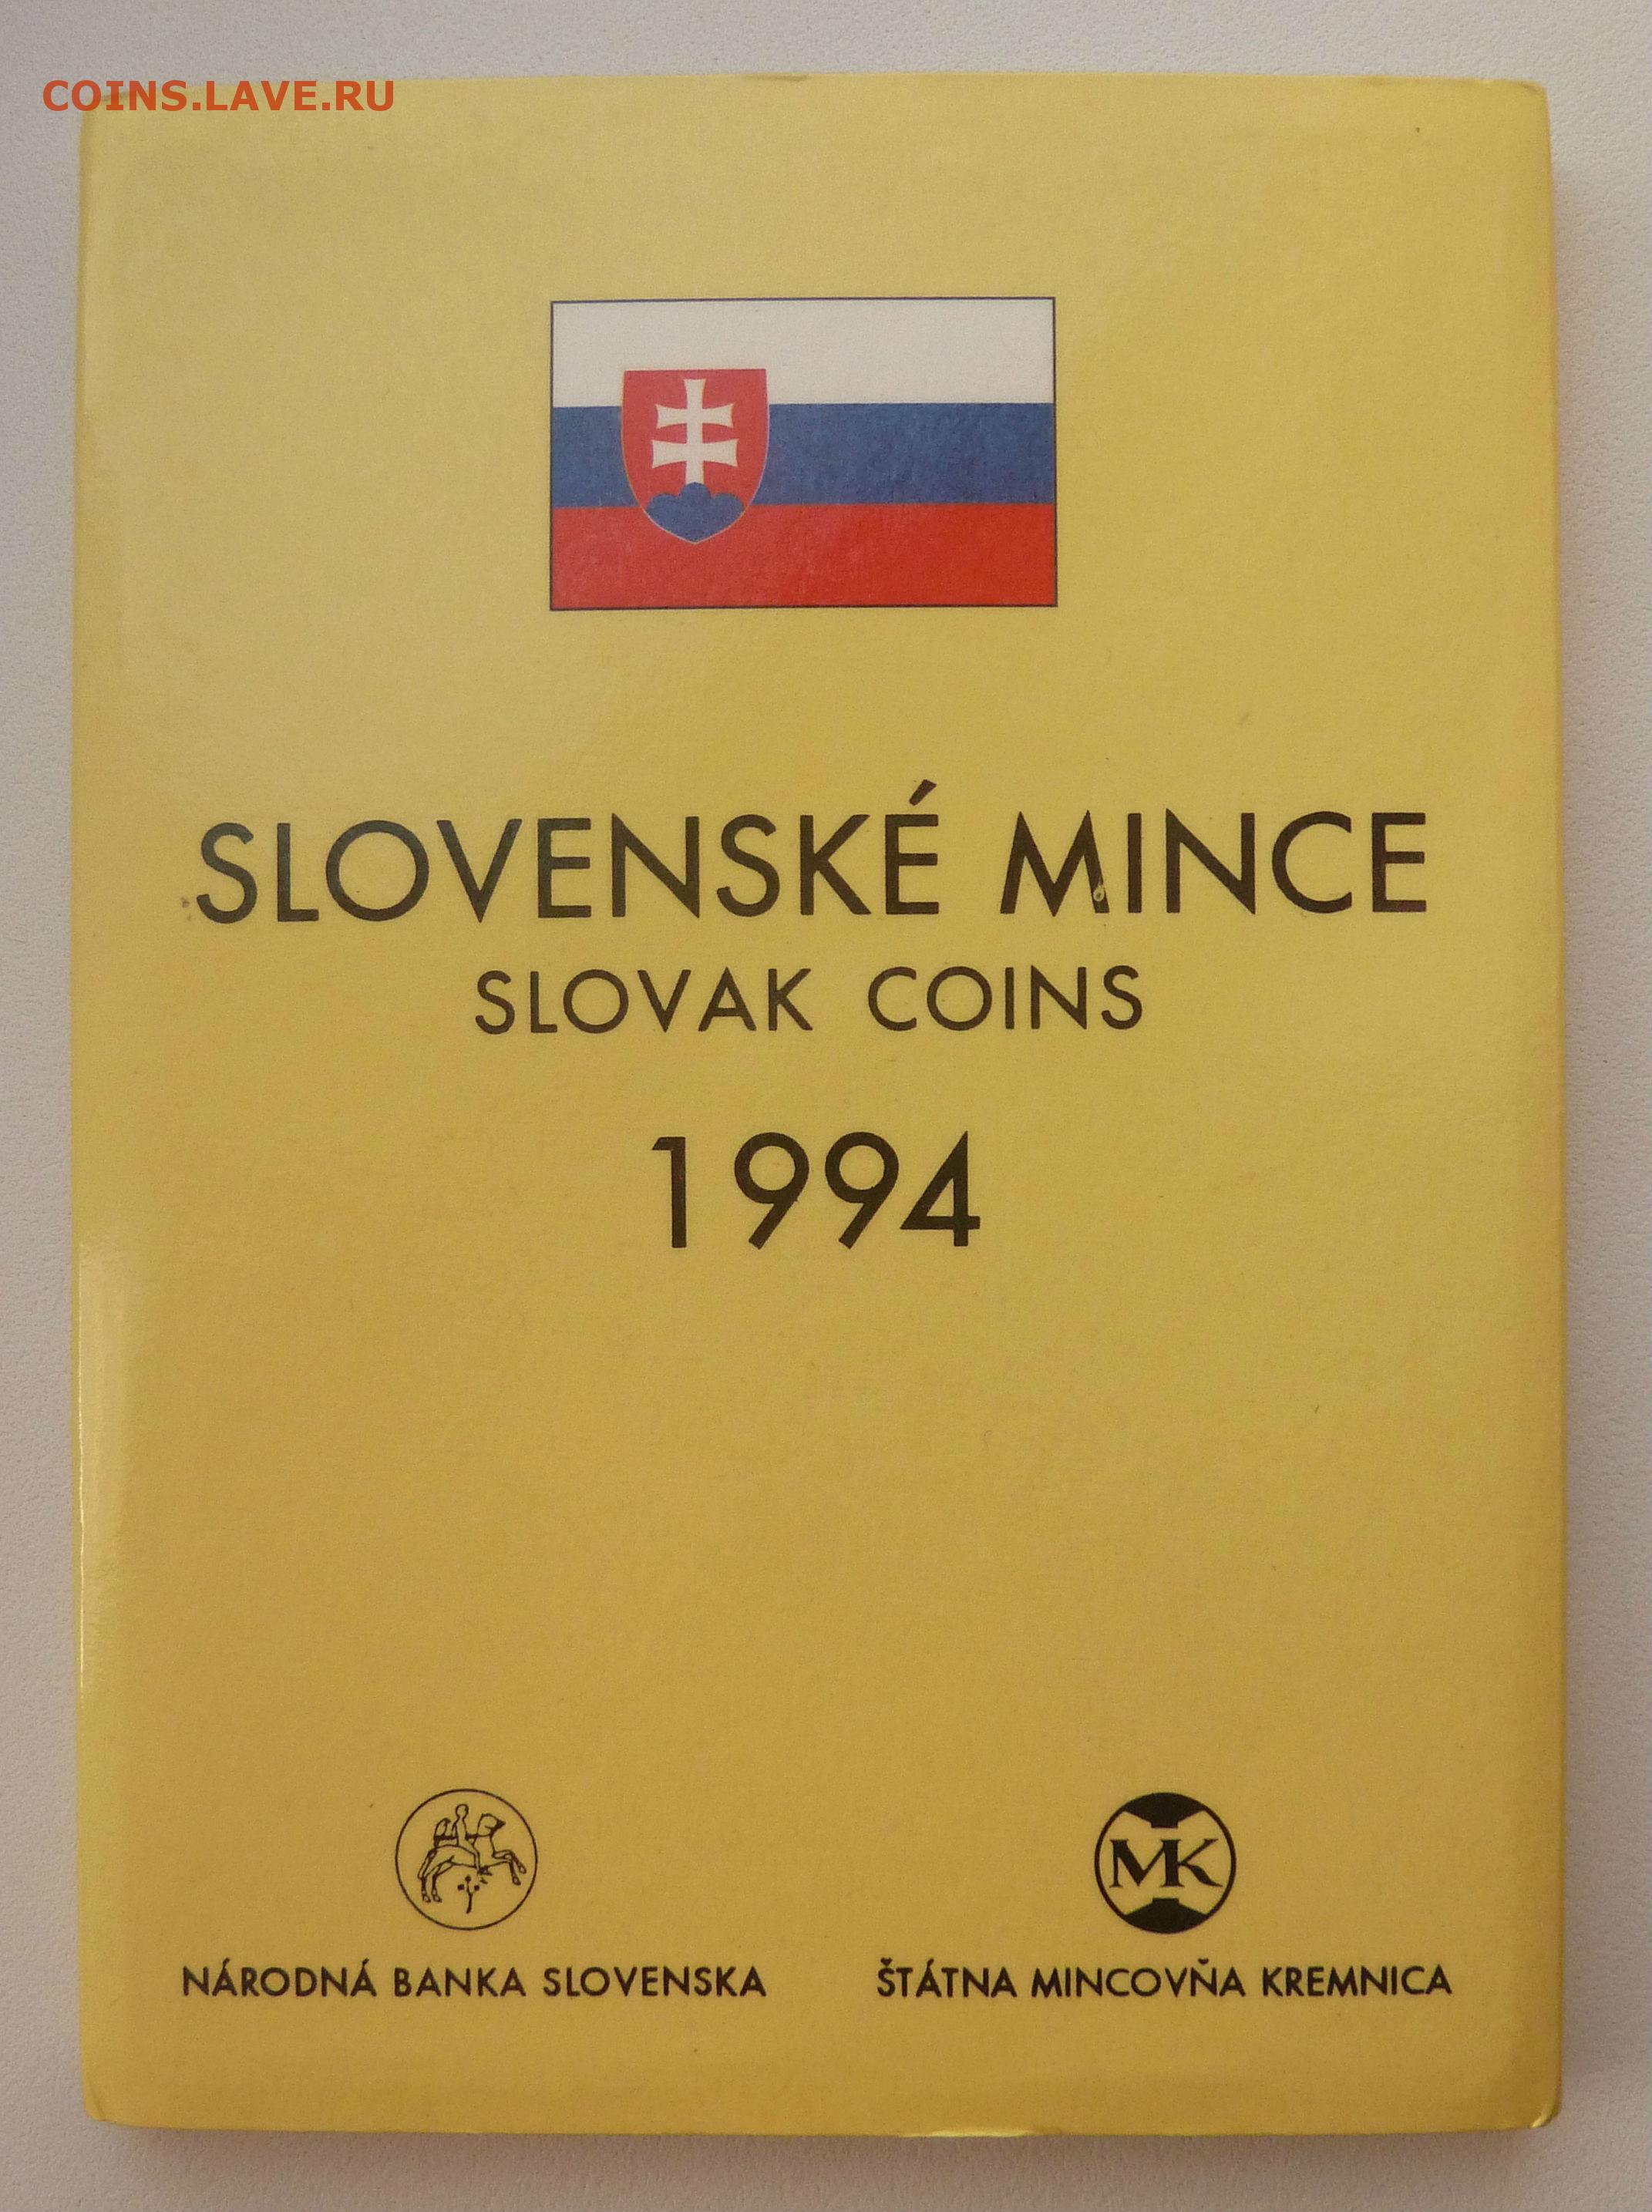 COINS.LAVE.RU
SLOVENSKÉ MINCE
SLOVAK COINS
1994
MK
NÁRODNÁ BANKA SLOVENSKA
ŠTÁTNA MINCOVŇA KREMNICA